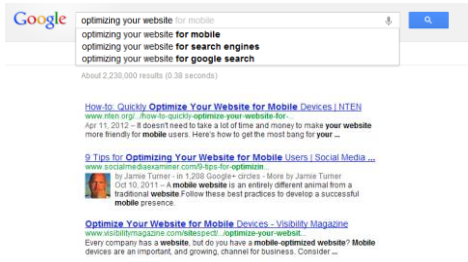 Google
optimizing your website for mobile
optimizing your website for mobile
optimizing your website for search engines
optimizing your website for google search
About 2,230,000 results (0.38 seconds)
How-to: Quickly Optimize Your Website for Mobile Devices | NTEN
www.nten.org/.../how-to-quickly-optimize-your-website-for-...
Apr 11, 2012 – It doesn't need to take a lot of time and money to make your website
more friendly for mobile users. Here's how to get the most bang for your ...
9 Tips for Optimizing Your Website for Mobile Users | Social Media ...
www.socialmediaexaminer.com/9-tips-for-optimizin...
by Jamie Turner - in 1,208 Google+ circles - More by Jamie Turner
Oct 10, 2011 – A mobile website is an entirely different animal from a
traditional website.Follow these best practices to develop a successful
mobile presence.
Optimize Your Website for Mobile Devices - Visibility Magazine
www.visibilitymagazine.com/sitespect/.../optimize-your-websit...
Every company has a website, but do you have a mobile-optimized website? Mobile
devices are an important, and growing, channel for business. Consider ...